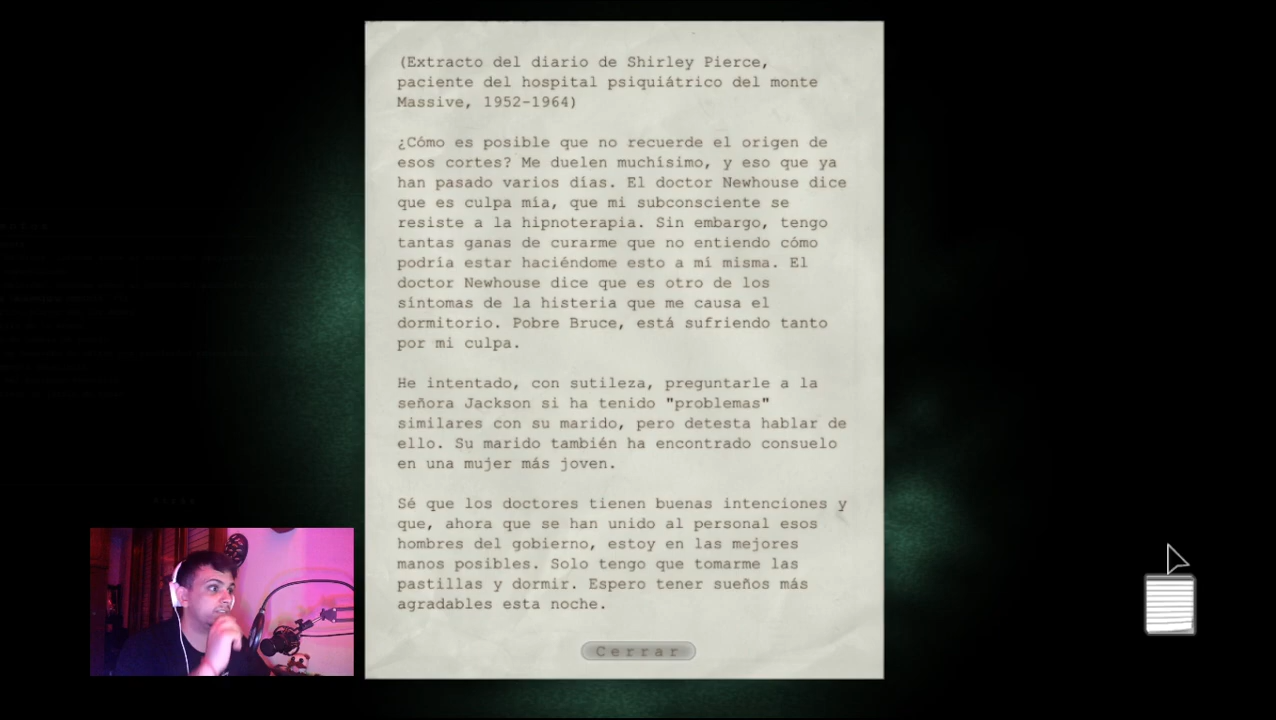 (Extracto del diario de Shirley Pierce,
paciente del hospital psiquiátrico del monte
Massive, 1952-1964)
¿Cómo es posible que no recuerde el origen de
esos cortes? Me duelen muchísimo, y eso que ya
han pasado varios días. El doctor Newhouse dice
que es culpa mía, que mi subconsciente se
resiste a la hipnoterapia. Sin embargo, tengo
tantas ganas de curarme que no entiendo cómo
podría estar haciéndome esto a mí misma. El
doctor Newhouse dice que es otro de los
síntomas de la histeria que me causa el
dormitorio. Pobre Bruce, está sufriendo tanto
por mi culpa.
He intentado, con sutileza, preguntarle a la
señora Jackson si ha tenido "problemas"
similares con su marido, pero detesta hablar de
ello. Su marido también ha encontrado consuelo
en una mujer más joven.
Sé que los doctores tienen buenas intenciones y
que, ahora que se han unido al personal esos
hombres del gobierno, estoy en las mejores
manos posibles. Solo tengo que tomarme las
pastillas y dormir. Espero tener sueños más
agradables esta noche.
Cerrar